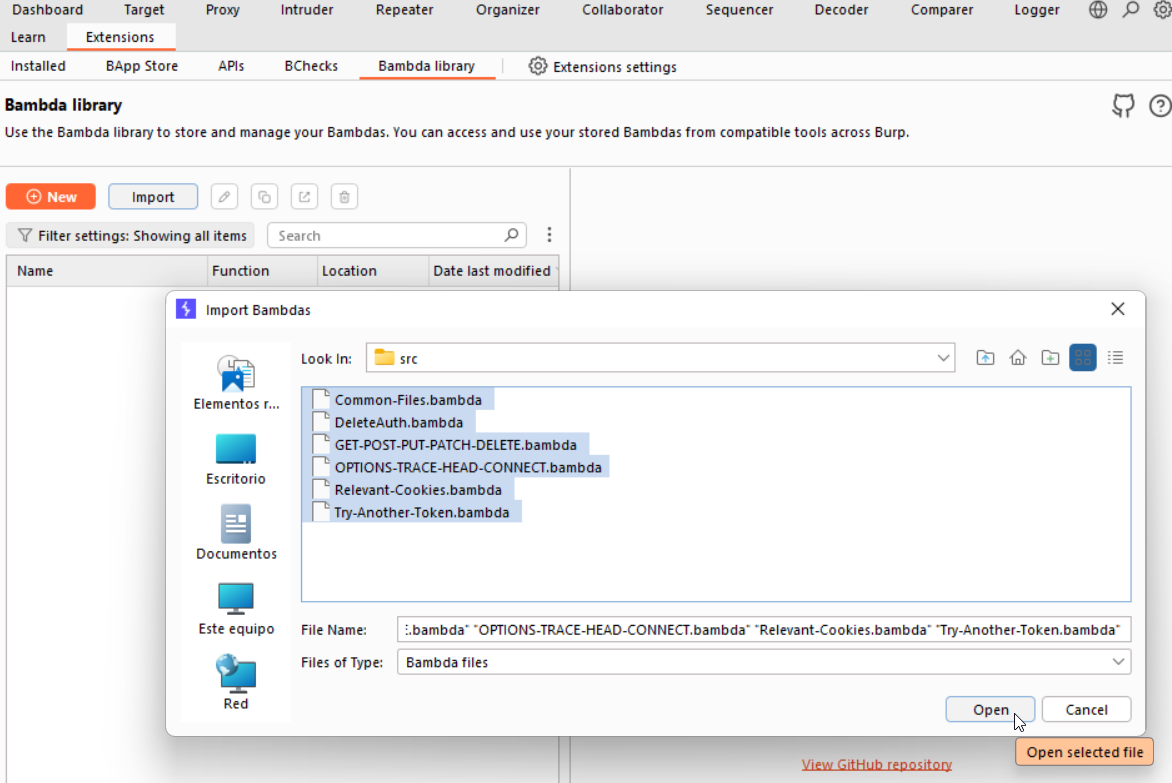 Dashboard Target Proxy Intruder Repeater Organizer Collaborator Sequencer Decoder Comparer Logger
Learn Extensions
Installed BApp Store APIs BChecks Bambda library Extensions settings
Bambda library
Use the Bambda library to store and manage your Bambdas. You can access and use your stored Bambdas from compatible tools across Burp.
New Import
Filter settings: Showing all items Search
Name Function Location Date last modified
Import Bambdas
Look In: src
Elementos r...
Escritorio
Documentos
Este equipo
Red
Common-Files.bambda
DeleteAuth.bambda
GET-POST-PUT-PATCH-DELETE.bambda
OPTIONS-TRACE-HEAD-CONNECT.bambda
Relevant-Cookies.bambda
Try-Another-Token.bambda
File Name: :.bambda" "OPTIONS-TRACE-HEAD-CONNECT.bambda" "Relevant-Cookies.bambda" "Try-Another-Token.bambda"
Files of Type: Bambda files
Open Cancel
Open selected file
View GitHub repository